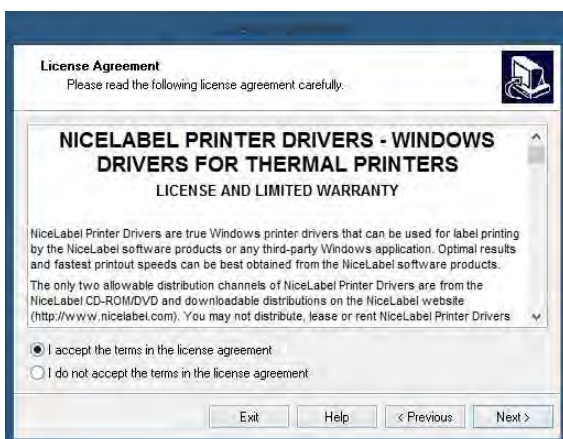 License Agreement
Please read the following license agreement carefully.
NICELABEL PRINTER DRIVERS - WINDOWS
DRIVERS FOR THERMAL PRINTERS
LICENSE AND LIMITED WARRANTY
NiceLabel Printer Drivers are true Windows printer drivers that can be used for label printing
by the NiceLabel software products or any third-party Windows application. Optimal results
and fastest printout speeds can be best obtained from the NiceLabel software products.
The only two allowable distribution channels of NiceLabel Printer Drivers are from the
NiceLabel CD-ROM/DVD and downloadable distributions on the NiceLabel website
(http://www.nicelabel.com). You may not distribute, lease or rent NiceLabel Printer Drivers
I accept the terms in the license agreement
I do not accept the terms in the license agreement
Exit
Help
< Previous
Next >